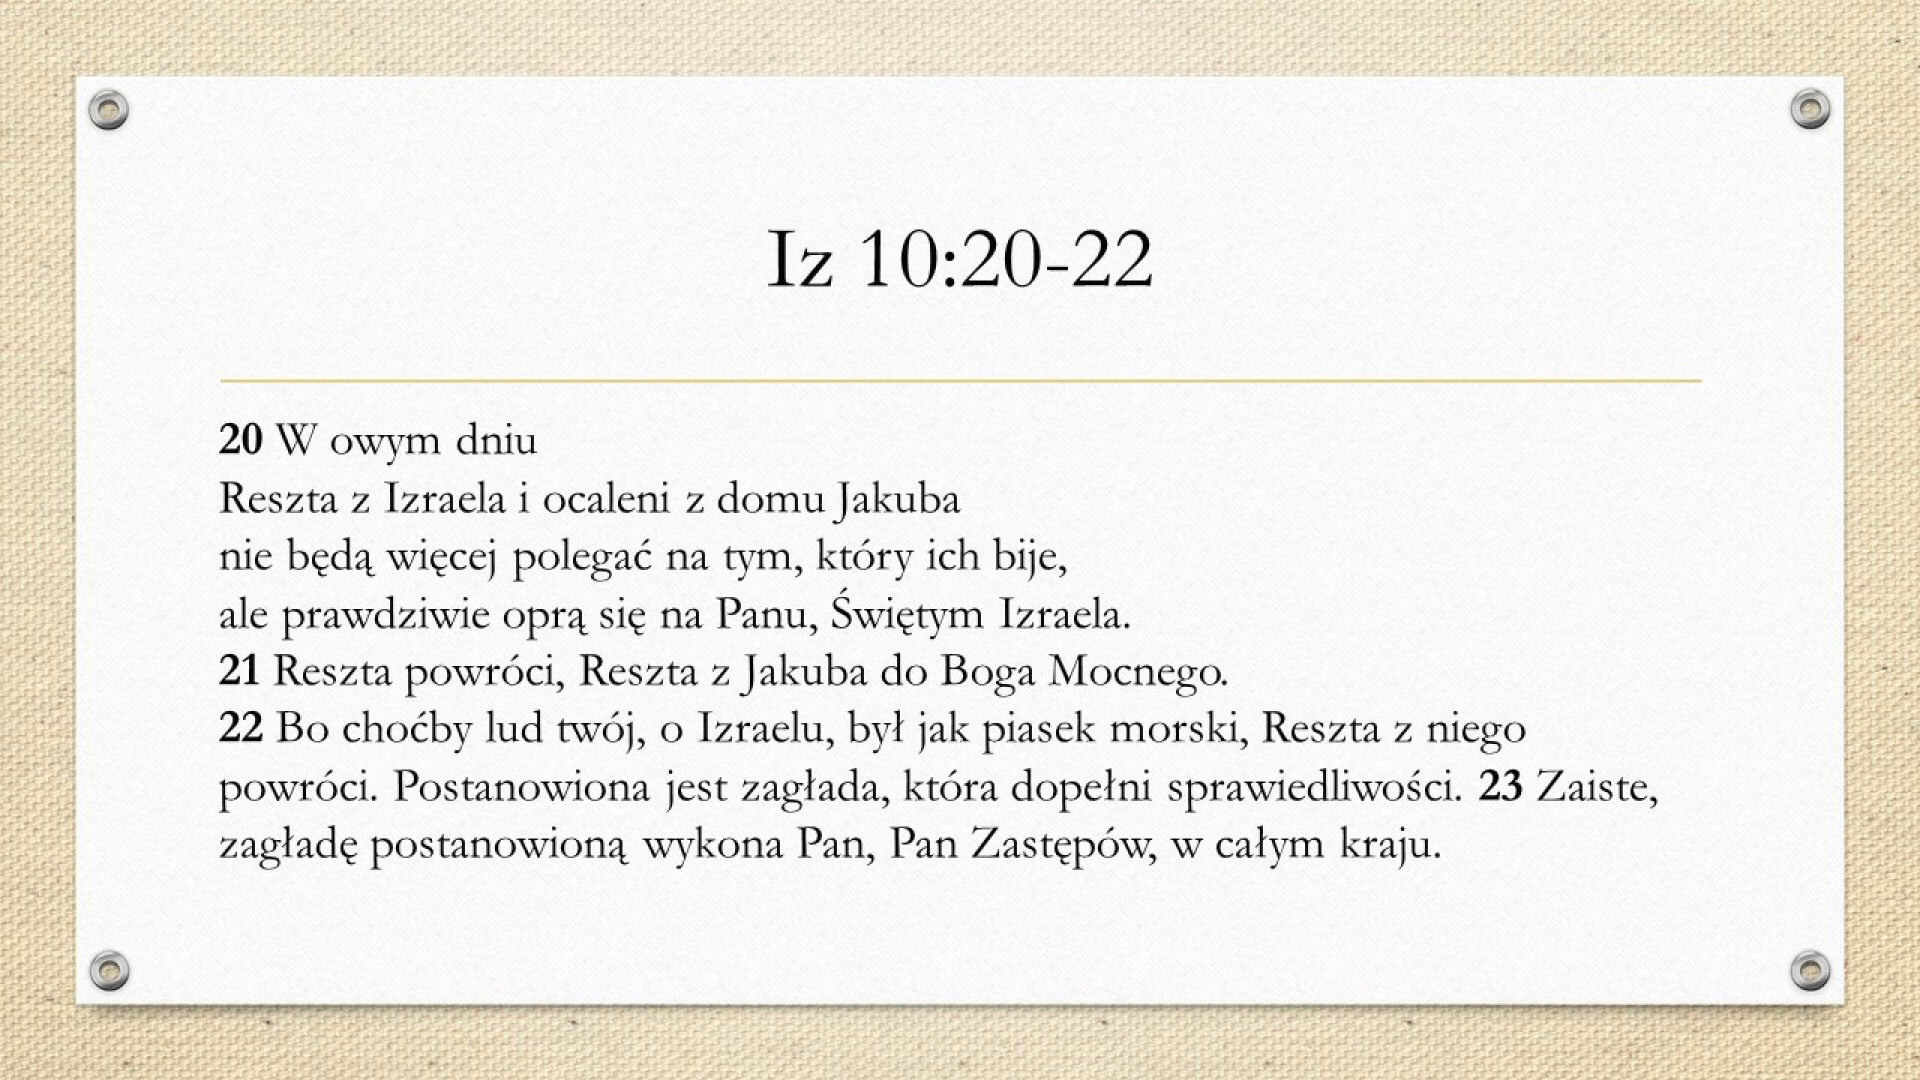 Iz 10:20-22
20 W owym dniu
Reszta z Izraela i ocaleni z domu Jakuba
nie będą więcej polegać na tym, który ich bije,
ale prawdziwie oprą się na Panu, Świętym Izraela.
21 Reszta powróci, Reszta z Jakuba do Boga Mocnego.
22 Bo choćby lud twój, o Izraelu, był jak piasek morski, Reszta z niego
powróci. Postanowiona jest zagłada, która dopełni sprawiedliwości. 23 Zaiste,
zagładę postanowioną wykona Pan, Pan Zastępów, w całym kraju.